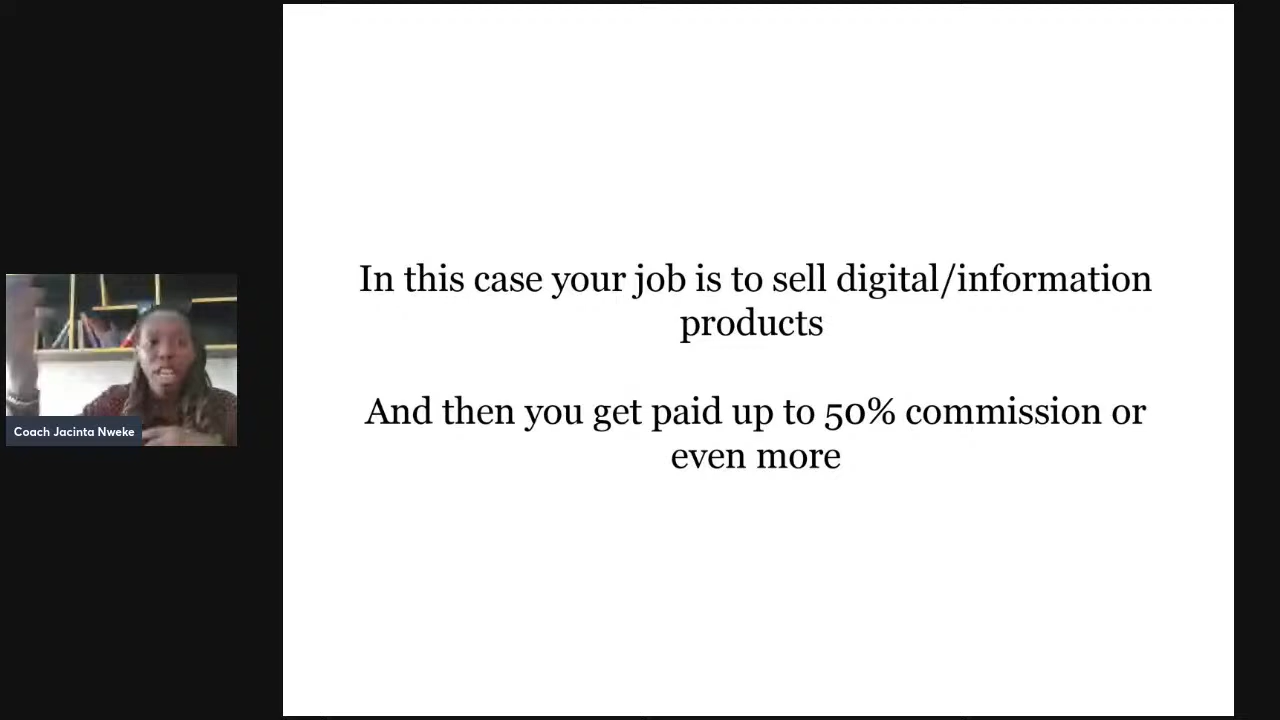 In this case your job is to sell digital/information
products
And then you get paid up to 50% commission or
even more
Coach Jacinta Nweke